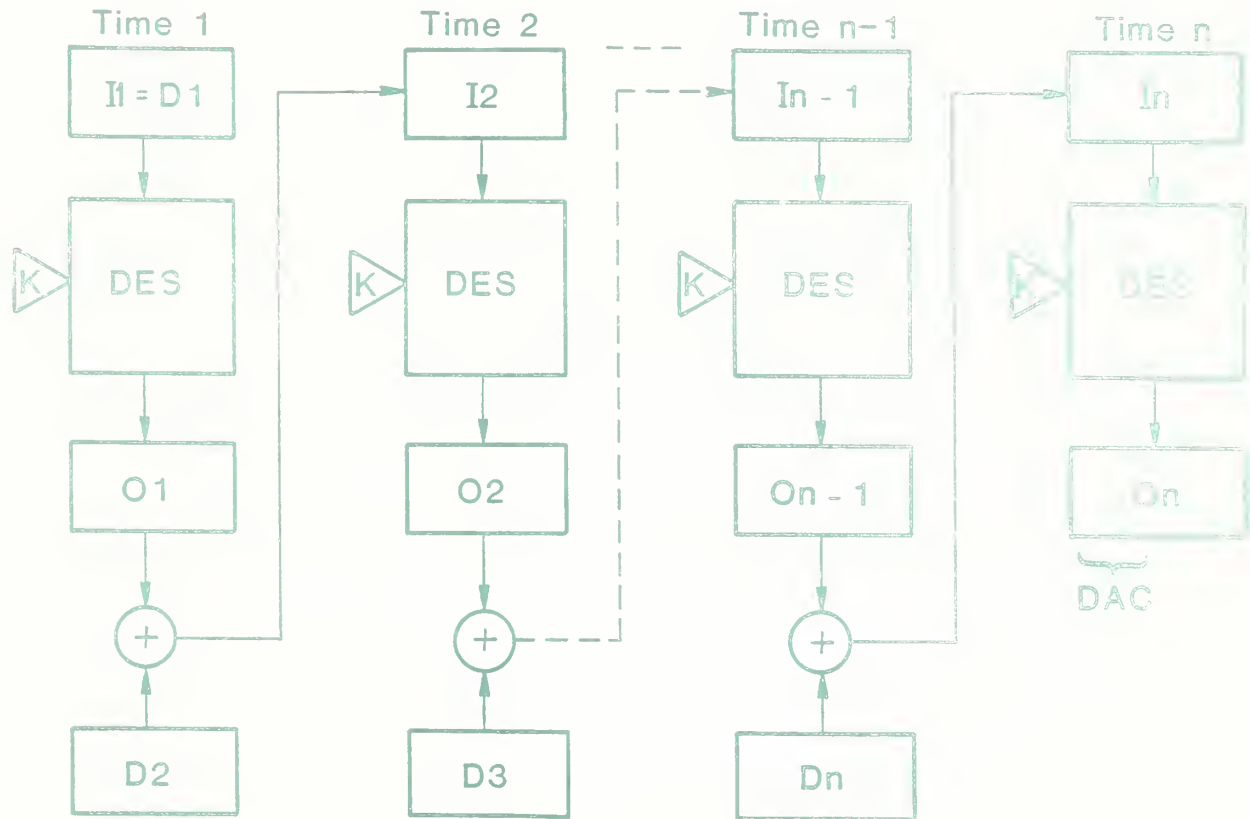 Time 1
Time 2
Time n-1
Time n
I1 = D1
I2
In - 1
In
K
DES
K
DES
K
DES
K
DES
O1
O2
On - 1
On
DAC
+
+
+
D2
D3
Dn